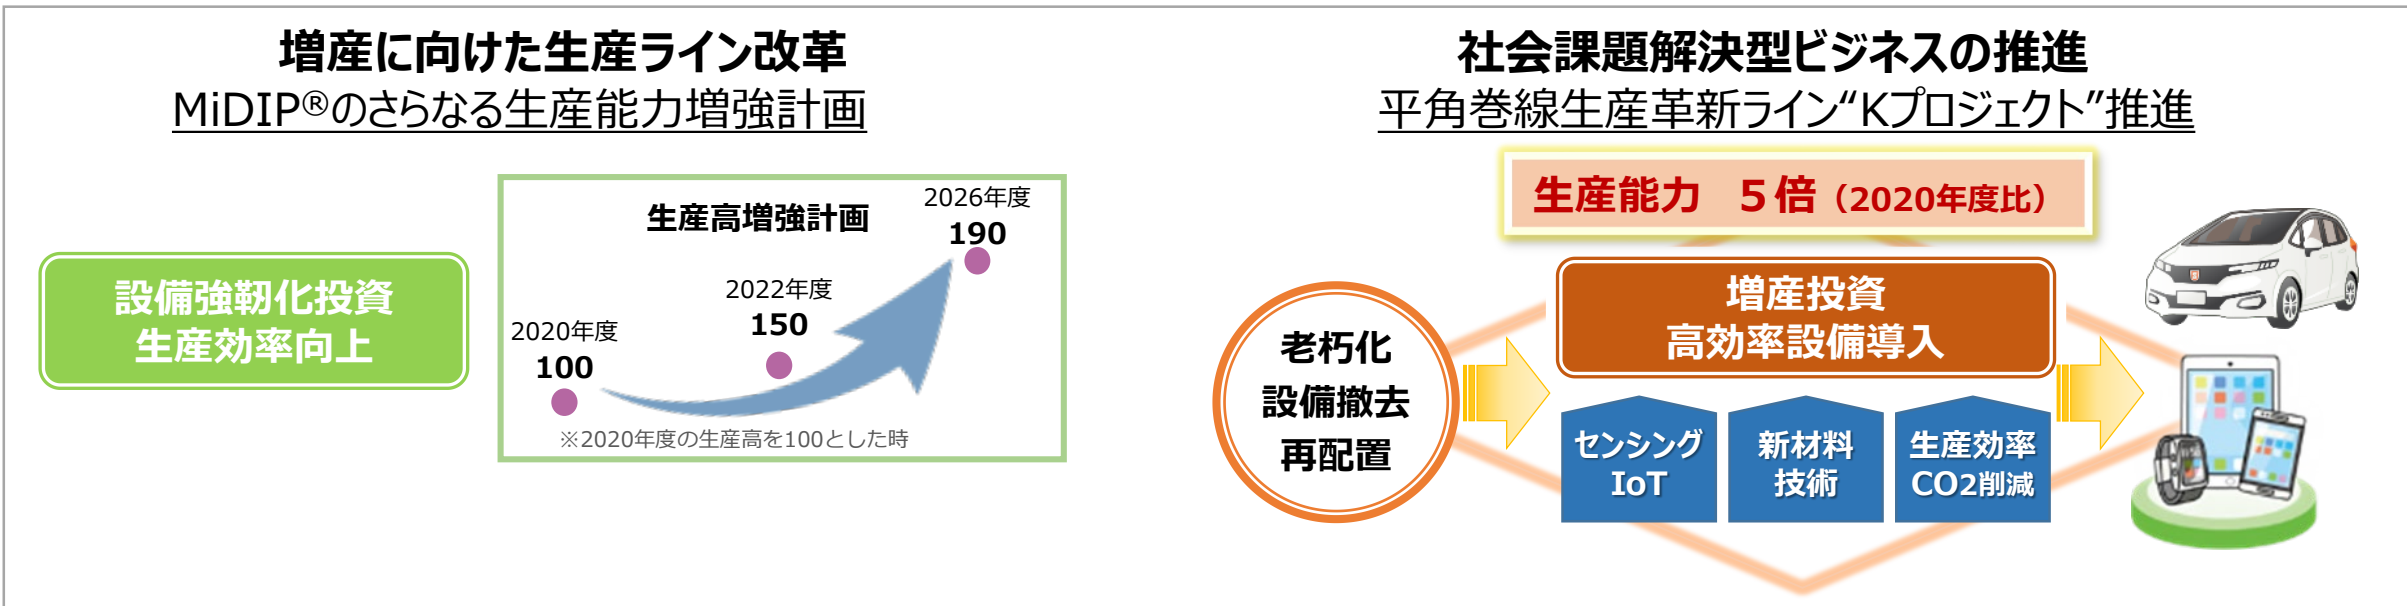 増産に向けた生産ライン改革
MiDIP®のさらなる生産能力増強計画
設備強靭化投資
生産効率向上
生産高増強計画
2020年度
100
2022年度
150
2026年度
190
※2020年度の生産高を100とした時
社会課題解決型ビジネスの推進
平角巻線生産革新ライン“Kプロジェクト”推進
生産能力 ５倍（2020年度比）
老朽化
設備撤去
再配置
増産投資
高効率設備導入
センシング
IoT
新材料
技術
生産効率
CO2削減